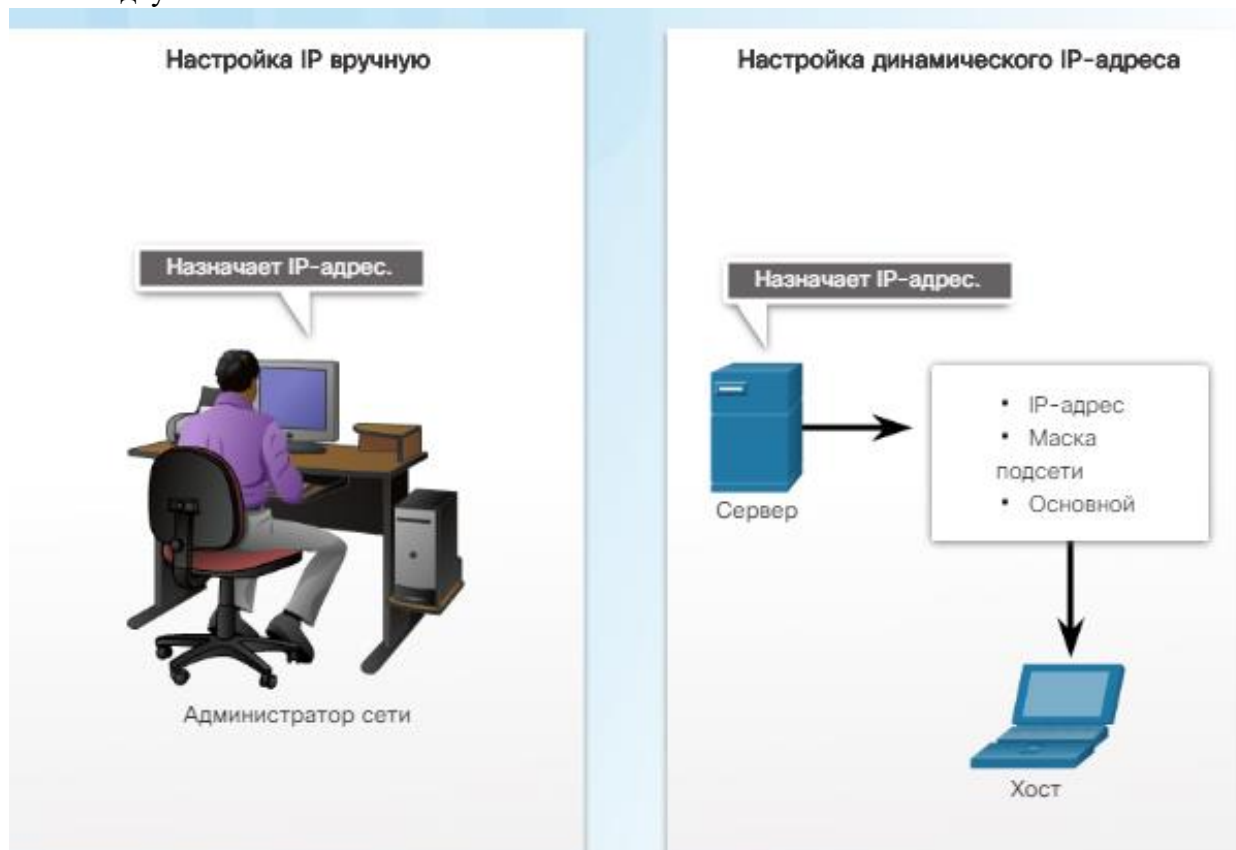 Настройка IP вручную
Назначает IP-адрес.
Администратор сети
Настройка динамического IP-адреса
Назначает IP-адрес.
Сервер
• IP-адрес
• Маска
подсети
• Основной
Хост